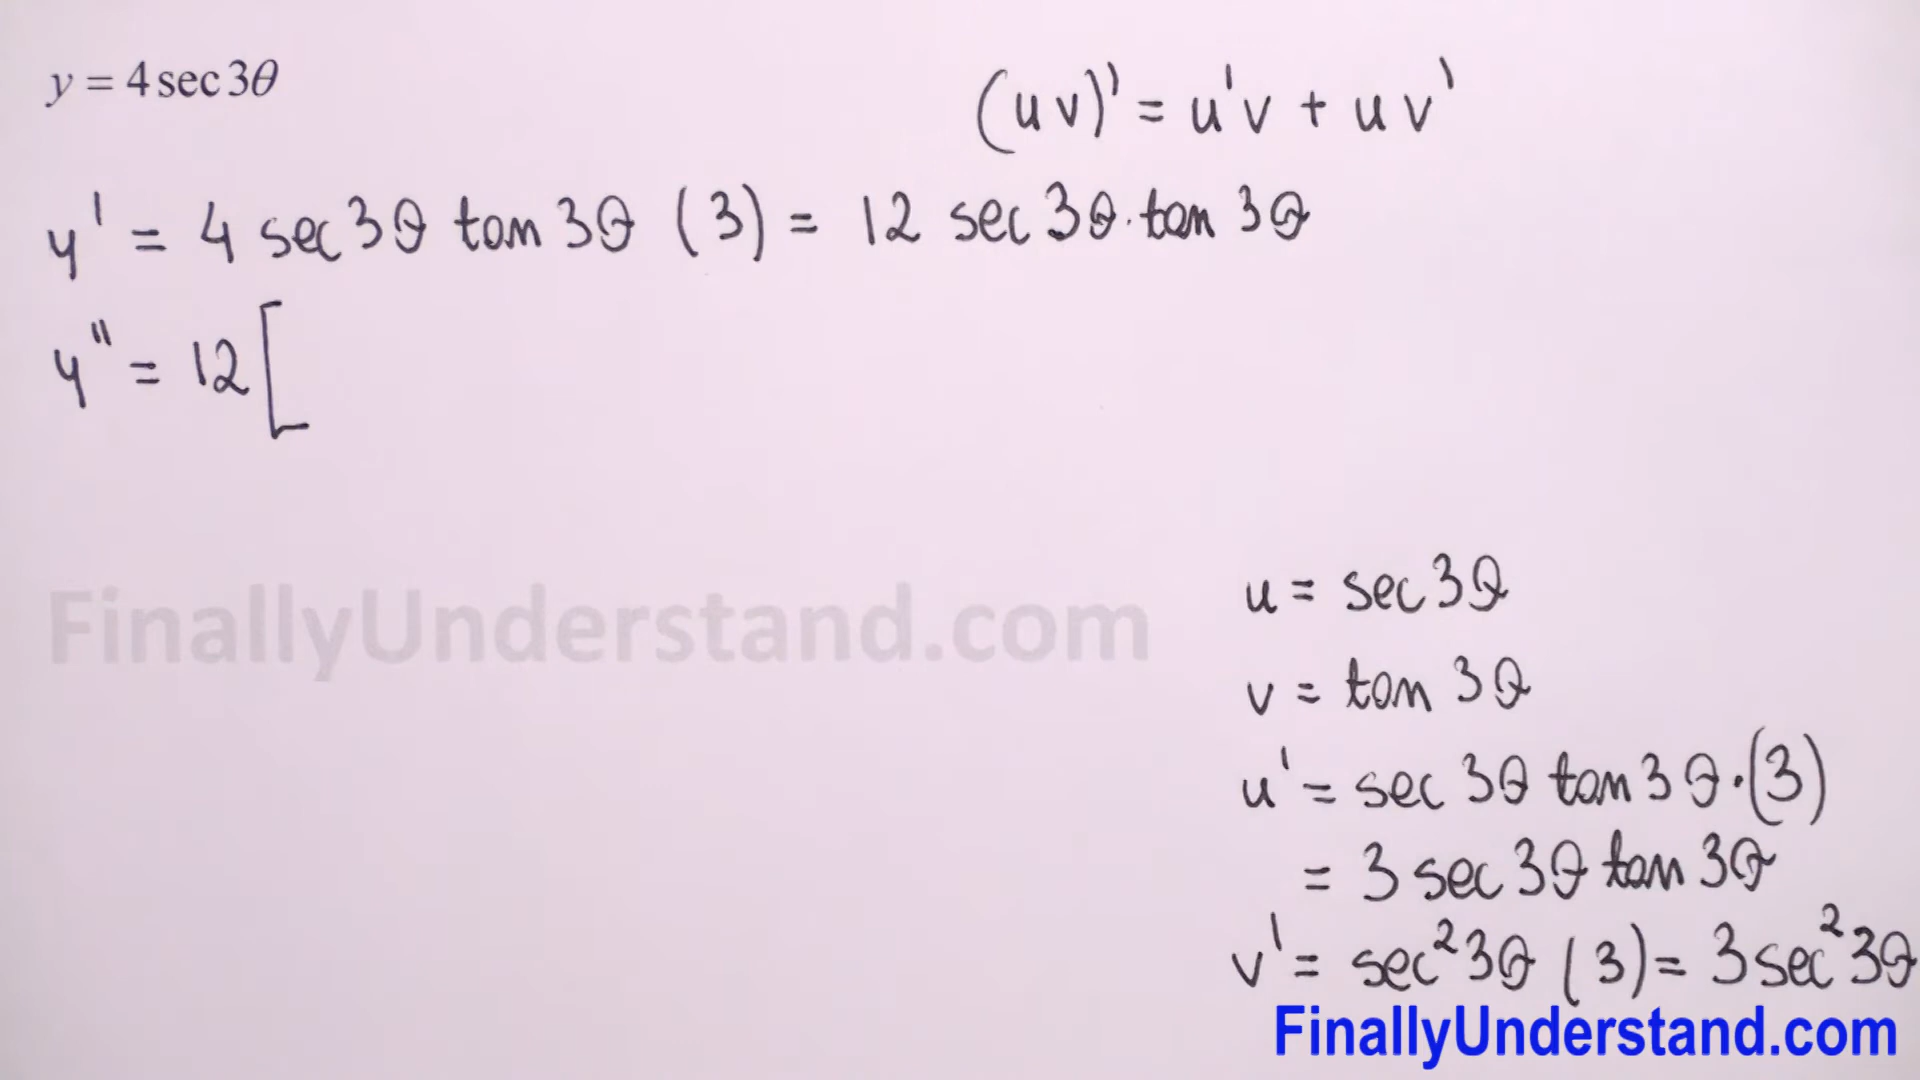 y = 4 sec 3θ
(uv)' = u'v + uv'
y' = 4 sec 3θ tan 3θ (3) = 12 sec 3θ · tan 3θ
y'' = 12 [
FinallyUnderstand.com
u = sec 3θ
v = tan 3θ
u' = sec 3θ tan 3θ · (3)
= 3 sec 3θ tan 3θ
v' = sec² 3θ (3) = 3 sec² 3θ
FinallyUnderstand.com